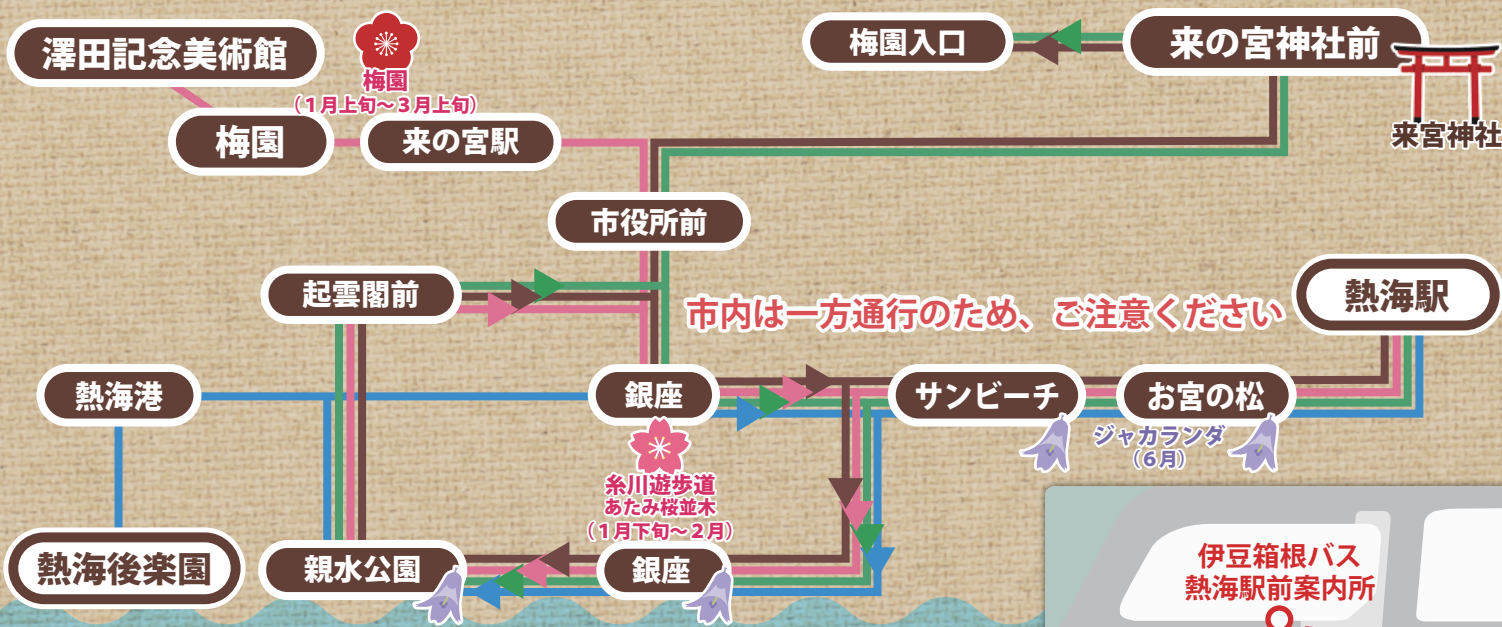 澤田記念美術館
梅園
（1月上旬～3月上旬）
梅園入口
来の宮神社前
来宮神社
梅園
来の宮駅
市役所前
起雲閣前
市内は一方通行のため、ご注意ください
熱海駅
熱海港
銀座
サンビーチ
お宮の松
ジャカランダ
（6月）
糸川遊歩道
あたみ桜並木
（1月下旬～2月）
熱海後楽園
親水公園
銀座
伊豆箱根バス
熱海駅前案内所